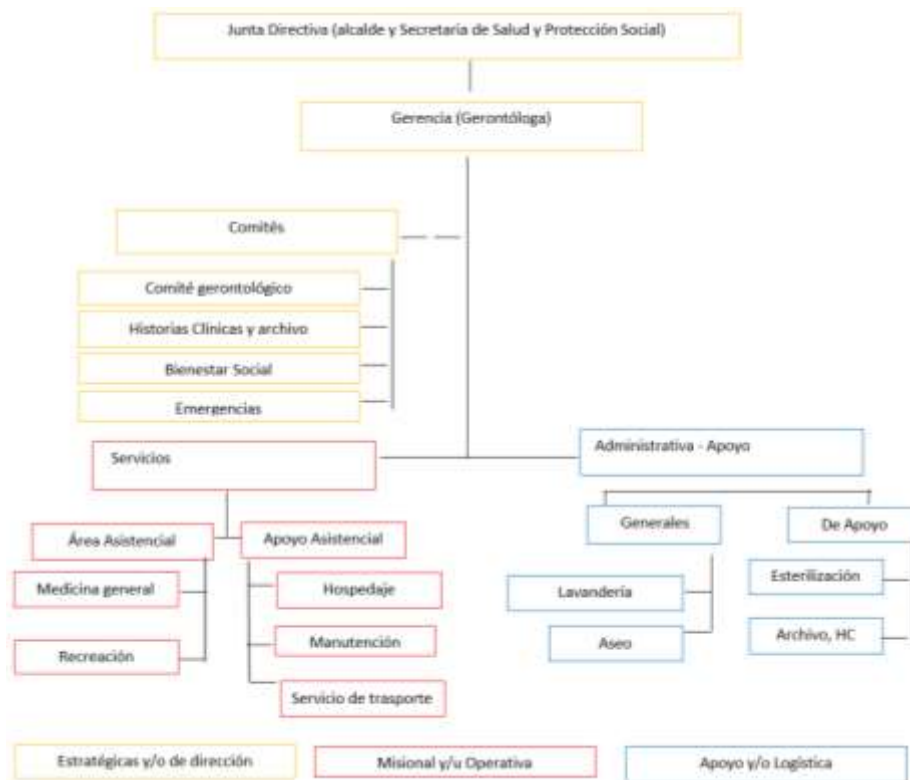 Junta Directiva (alcalde y Secretaria de Salud y Protección Social)
Gerencia (Gerontóloga)
Comités
Comité gerontológico
Historias Clínicas y archivo
Bienestar Social
Emergencias
Servicios
Administrativa - Apoyo
Área Asistencial
Apoyo Asistencial
Generales
De Apoyo
Medicina general
Hospedaje
Lavandería
Esterilización
Recreación
Manutención
Aseo
Archivo, HC
Servicio de trasporte
Estratégicas y/o de dirección
Misional y/u Operativa
Apoyo y/o Logística